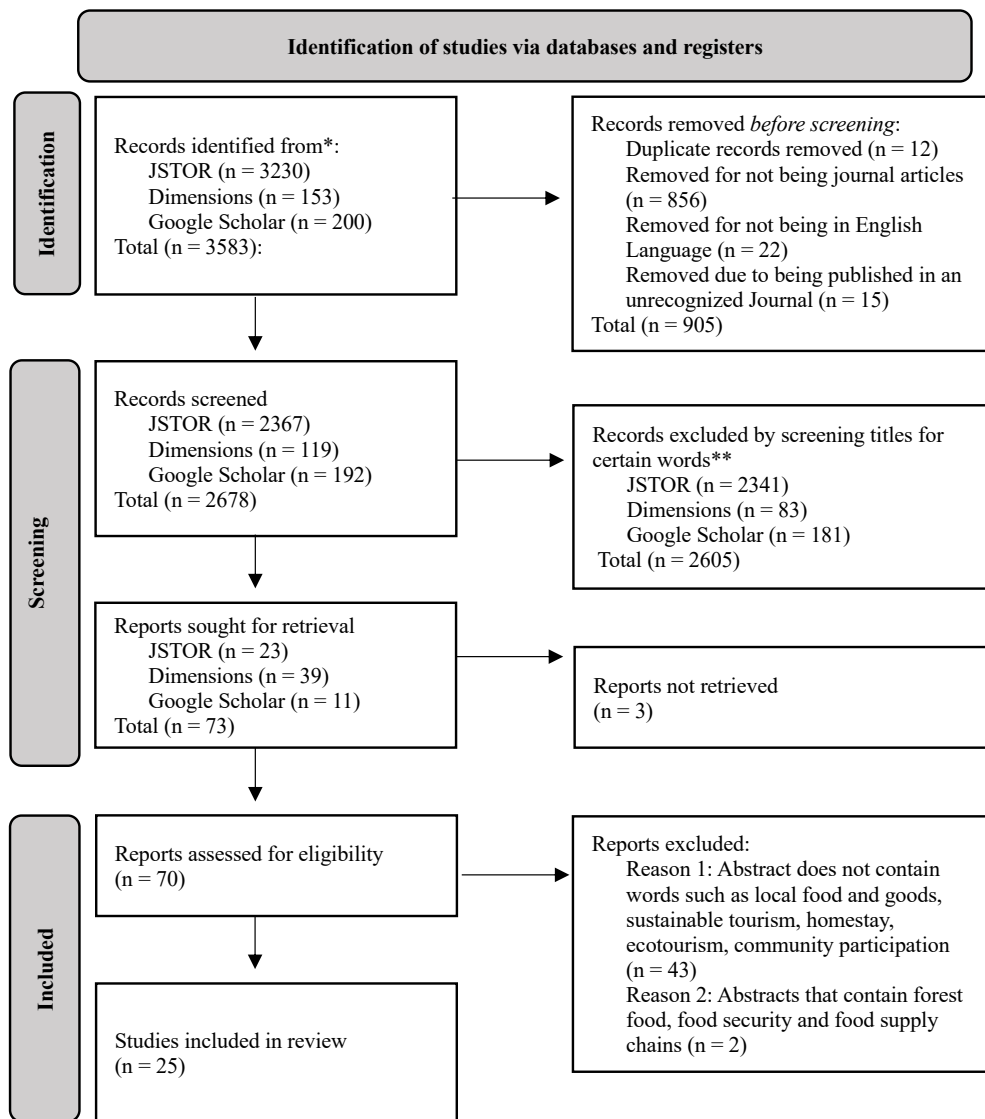 Identification of studies via databases and registers
Identification
Records identified from*:
JSTOR (n = 3230)
Dimensions (n = 153)
Google Scholar (n = 200)
Total (n = 3583):
Records removed before screening:
Duplicate records removed (n = 12)
Removed for not being journal articles
(n = 856)
Removed for not being in English
Language (n = 22)
Removed due to being published in an
unrecognized Journal (n = 15)
Total (n = 905)
Screening
Records screened
JSTOR (n = 2367)
Dimensions (n = 119)
Google Scholar (n = 192)
Total (n = 2678)
Records excluded by screening titles for
certain words**
JSTOR (n = 2341)
Dimensions (n = 83)
Google Scholar (n = 181)
Total (n = 2605)
Reports sought for retrieval
JSTOR (n = 23)
Dimensions (n = 39)
Google Scholar (n = 11)
Total (n = 73)
Reports not retrieved
(n = 3)
Included
Reports assessed for eligibility
(n = 70)
Reports excluded:
Reason 1: Abstract does not contain
words such as local food and goods,
sustainable tourism, homestay,
ecotourism, community participation
(n = 43)
Reason 2: Abstracts that contain forest
food, food security and food supply
chains (n = 2)
Studies included in review
(n = 25)